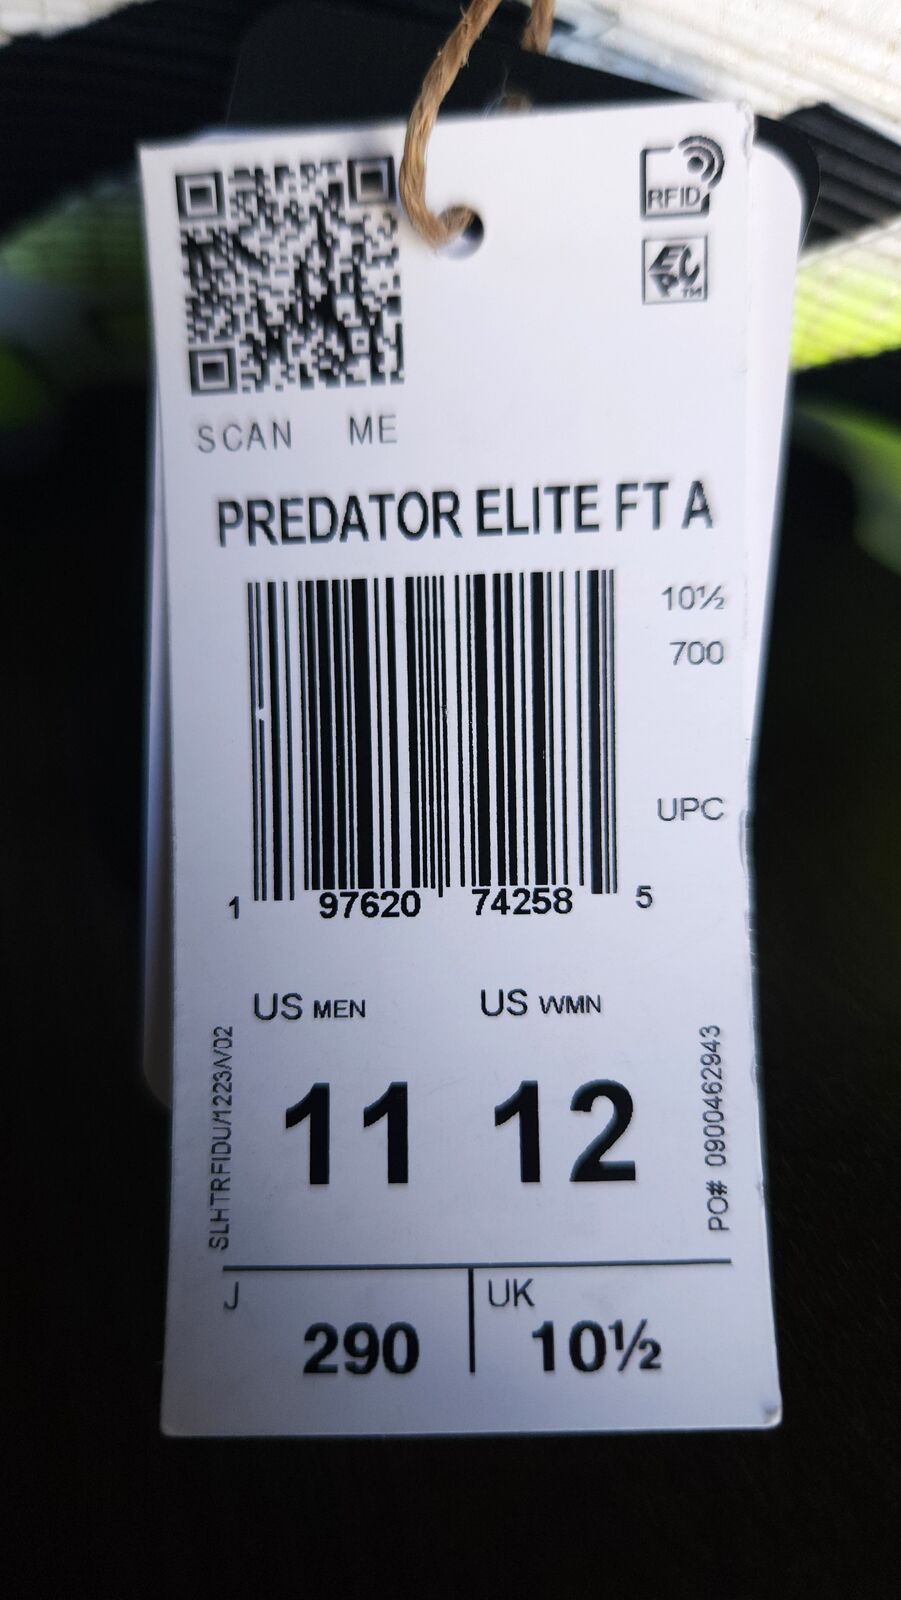 RFID
EPC™
SCAN ME
PREDATOR ELITE FT A
10½
700
UPC
1 97620 74258 5
US MEN US WMN
11 12
SLHTRFIDU/1223/V02
PO# 0900462943
J UK
290 10½